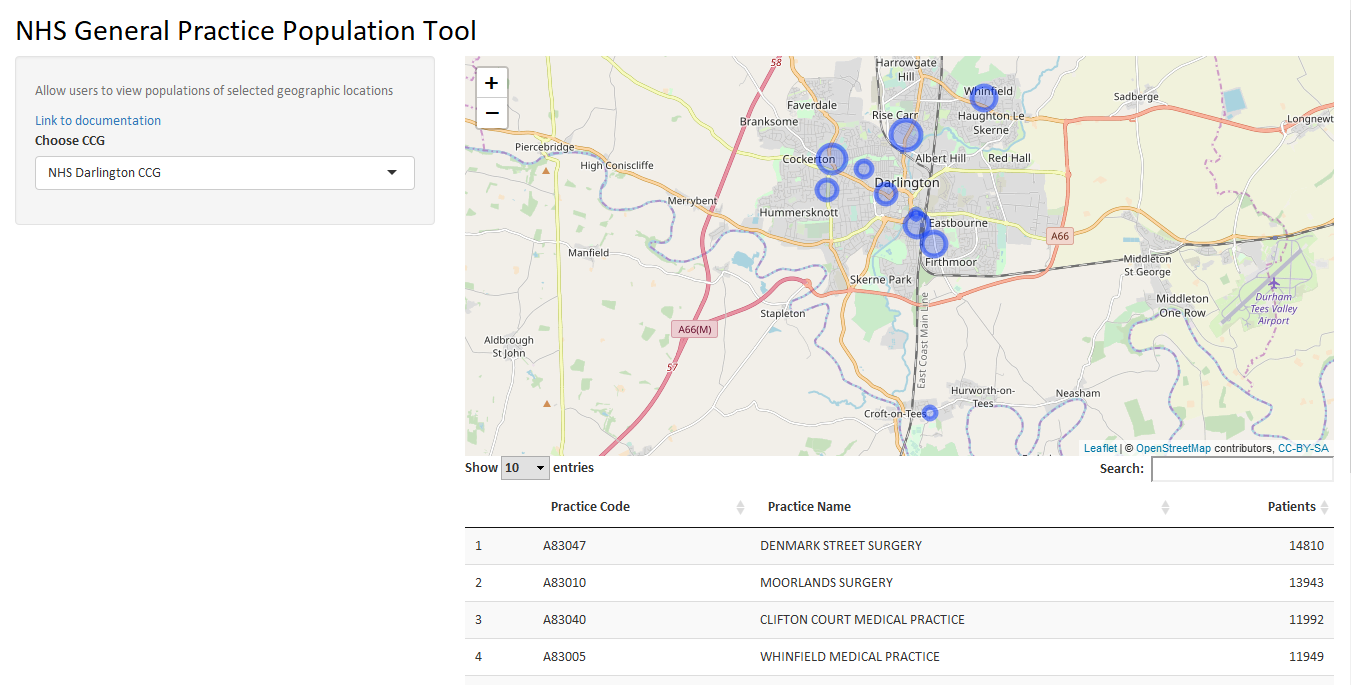 NHS General Practice Population Tool
Allow users to view populations of selected geographic locations
Link to documentation
Choose CCG
NHS Darlington CCG
+
−
58
Harrowgate
Hill
Whinfield
Sadberge
Faverdale
Rise Carr
Haughton Le
Skerne
Longnewt
Branksome
Piercebridge
High Coniscliffe
Cockerton
Albert Hill
Red Hall
Darlington
Merrybent
Hummersknott
Eastbourne
A66
Manfield
Firthmoor
Middleton
St George
Skerne Park
Durham
Tees Valley
Airport
Middleton
One Row
Stapleton
A66(M)
East Coast Main Line
Aldbrough
St John
57
Hurworth-on-
Tees
Neasham
Croft-on-Tees
Leaflet | © OpenStreetMap contributors, CC-BY-SA
Show 10 entries
Search:
Practice Code Practice Name Patients
1 A83047 DENMARK STREET SURGERY 14810
2 A83010 MOORLANDS SURGERY 13943
3 A83040 CLIFTON COURT MEDICAL PRACTICE 11992
4 A83005 WHINFIELD MEDICAL PRACTICE 11949